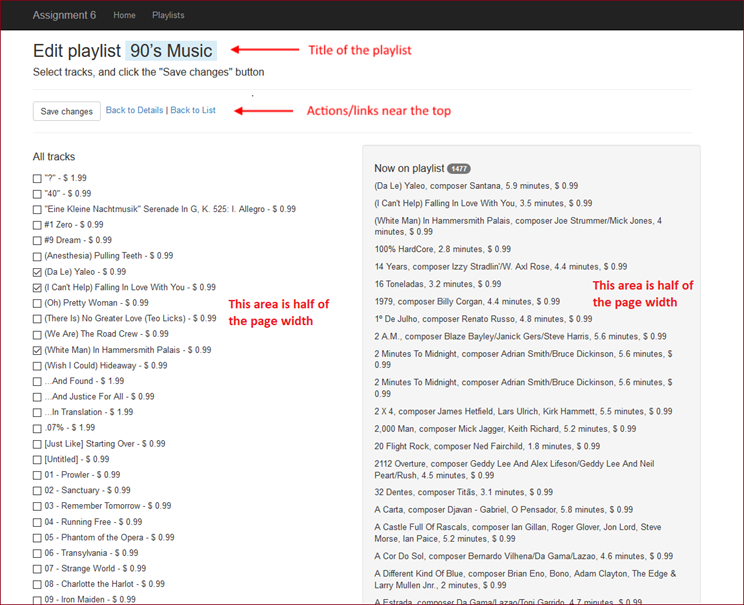 Assignment 6 Home Playlists
Edit playlist 90's Music
Title of the playlist
Select tracks, and click the "Save changes" button
Save changes Back to Details | Back to List
Actions/links near the top
All tracks
"?" - $ 1.99
"40" - $ 0.99
"Eine Kleine Nachtmusik" Serenade In G, K. 525: I. Allegro - $ 0.99
#1 Zero - $ 0.99
#9 Dream - $ 0.99
(Anesthesia) Pulling Teeth - $ 0.99
(Da Le) Yaleo - $ 0.99
(I Can't Help) Falling In Love With You - $ 0.99
(Oh) Pretty Woman - $ 0.99
(There Is) No Greater Love (Teo Licks) - $ 0.99
(We Are) The Road Crew - $ 0.99
(White Man) In Hammersmith Palais - $ 0.99
(Wish I Could) Hideaway - $ 0.99
...And Found - $ 1.99
...And Justice For All - $ 0.99
...In Translation - $ 1.99
.07% - $ 1.99
[Just Like] Starting Over - $ 0.99
[Untitled] - $ 0.99
01 - Prowler - $ 0.99
02 - Sanctuary - $ 0.99
03 - Remember Tomorrow - $ 0.99
04 - Running Free - $ 0.99
05 - Phantom of the Opera - $ 0.99
06 - Transylvania - $ 0.99
07 - Strange World - $ 0.99
08 - Charlotte the Harlot - $ 0.99
09 - Iron Maiden - $ 0.99
This area is half of
the page width
Now on playlist 1477
(Da Le) Yaleo, composer Santana, 5.9 minutes, $ 0.99
(I Can't Help) Falling In Love With You, 3.5 minutes, $ 0.99
(White Man) In Hammersmith Palais, composer Joe Strummer/Mick Jones, 4
minutes, $ 0.99
100% HardCore, 2.8 minutes, $ 0.99
14 Years, composer Izzy Stradlin'/W. Axl Rose, 4.4 minutes, $ 0.99
16 Toneladas, 3.2 minutes, $ 0.99
1979, composer Billy Corgan, 4.4 minutes, $ 0.99
1º De Julho, composer Renato Russo, 4.8 minutes, $ 0.99
2 A.M., composer Blaze Bayley/Janick Gers/Steve Harris, 5.6 minutes, $ 0.99
2 Minutes To Midnight, composer Adrian Smith/Bruce Dickinson, 5.6 minutes, $
0.99
2 Minutes To Midnight, composer Adrian Smith/Bruce Dickinson, 5.6 minutes, $
0.99
2 X 4, composer James Hetfield, Lars Ulrich, Kirk Hammett, 5.5 minutes, $ 0.99
2,000 Man, composer Mick Jagger, Keith Richard, 5.2 minutes, $ 0.99
20 Flight Rock, composer Ned Fairchild, 1.8 minutes, $ 0.99
2112 Overture, composer Geddy Lee And Alex Lifeson/Geddy Lee And Neil
Peart/Rush, 4.5 minutes, $ 0.99
32 Dentes, composer Titãs, 3.1 minutes, $ 0.99
A Carta, composer Djavan - Gabriel, O Pensador, 5.8 minutes, $ 0.99
A Castle Full Of Rascals, composer Ian Gillan, Roger Glover, Jon Lord, Steve
Morse, Ian Paice, 5.2 minutes, $ 0.99
A Cor Do Sol, composer Bernardo Vilhena/Da Gama/Lazao, 4.6 minutes, $ 0.99
A Different Kind Of Blue, composer Brian Eno, Bono, Adam Clayton, The Edge &
Larry Mullen Jnr., 2 minutes, $ 0.99
A Estrada, composer Da Gama/Lazao/Toni Garrido, 4.7 minutes, $ 0.99
This area is half of
the page width